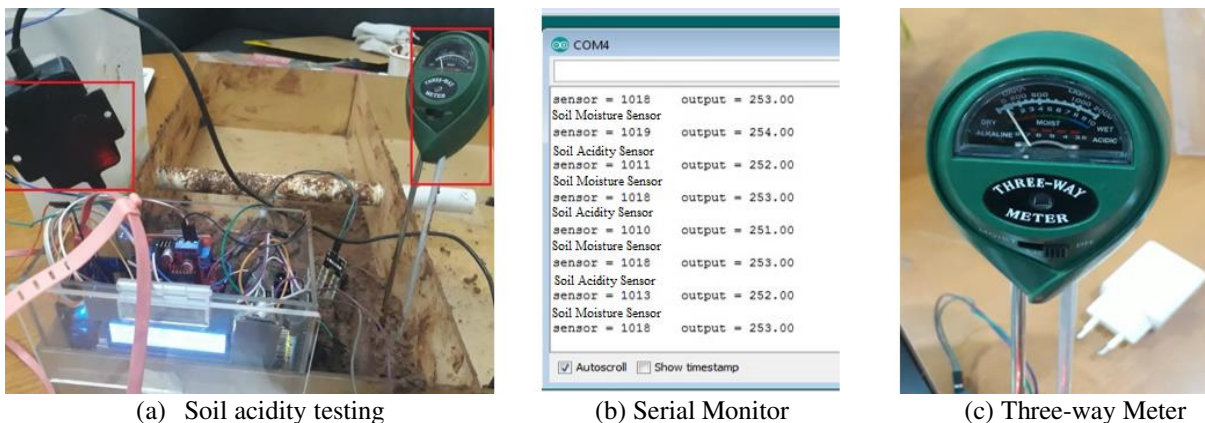 THREE-WAY
METER
COM4
sensor = 1018 output = 253.00
Soil Moisture Sensor
sensor = 1019 output = 254.00
Soil Acidity Sensor
sensor = 1011 output = 252.00
Soil Moisture Sensor
sensor = 1018 output = 253.00
Soil Acidity Sensor
sensor = 1010 output = 251.00
Soil Moisture Sensor
sensor = 1018 output = 253.00
Soil Acidity Sensor
sensor = 1013 output = 252.00
Soil Moisture Sensor
sensor = 1018 output = 253.00
Autoscroll Show timestamp
LIGHT
1000 2000
DRY MOIST WET
ALKALINE ACIDIC
THREE-WAY
METER
(a) Soil acidity testing
(b) Serial Monitor
(c) Three-way Meter